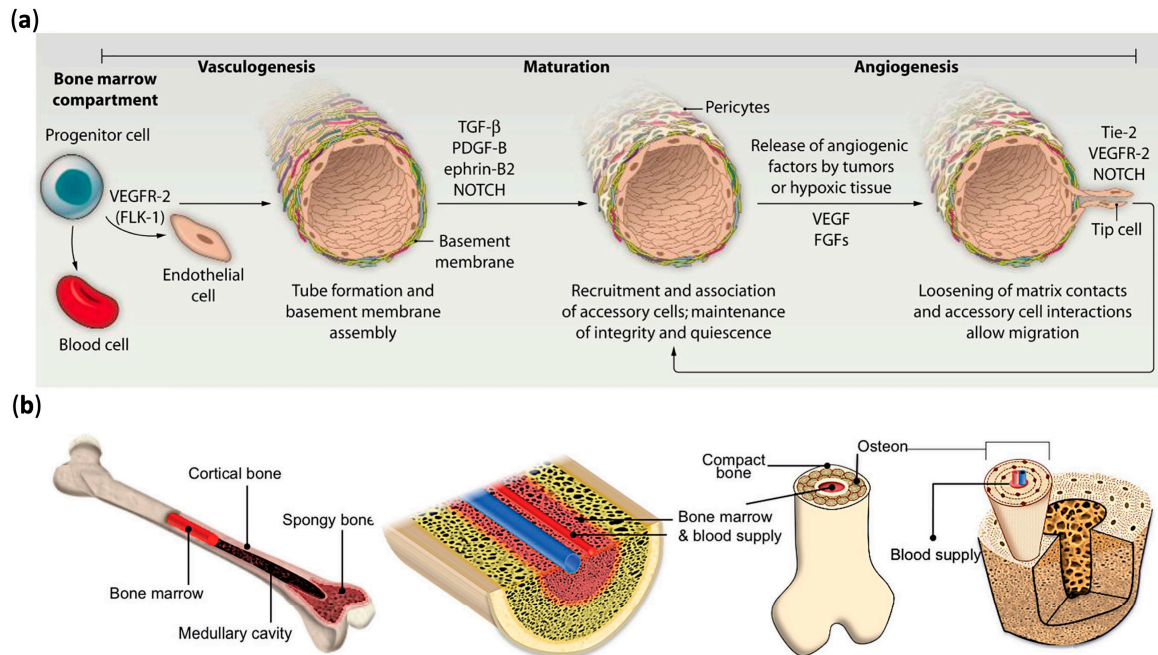 (a)
Vasculogenesis
Maturation
Angiogenesis
Bone marrow
compartment
Progenitor cell
VEGFR-2
(FLK-1)
Endothelial
cell
Blood cell
Basement
membrane
Tube formation and
basement membrane
assembly
TGF-β
PDGF-B
ephrin-B2
NOTCH
Pericytes
Recruitment and association
of accessory cells; maintenance
of integrity and quiescence
Release of angiogenic
factors by tumors
or hypoxic tissue
VEGF
FGFs
Tie-2
VEGFR-2
NOTCH
Tip cell
Loosening of matrix contacts
and accessory cell interactions
allow migration
(b)
Cortical bone
Spongy bone
Bone marrow
Medullary cavity
Bone marrow
& blood supply
Compact
bone
Osteon
Blood supply